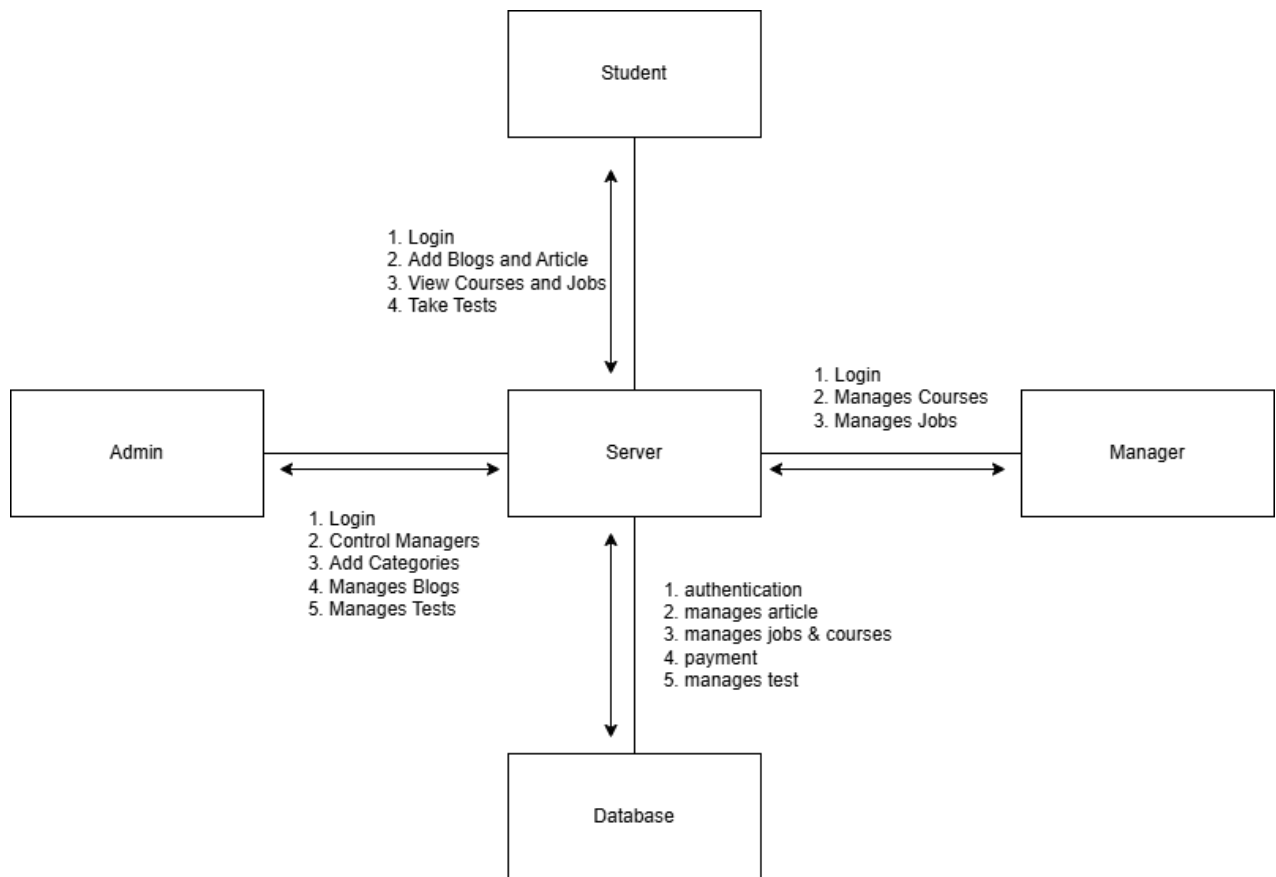 Student
1. Login
2. Add Blogs and Article
3. View Courses and Jobs
4. Take Tests
1. Login
2. Manages Courses
3. Manages Jobs
Admin
Server
Manager
1. Login
2. Control Managers
3. Add Categories
4. Manages Blogs
5. Manages Tests
1. authentication
2. manages article
3. manages jobs & courses
4. payment
5. manages test
Database